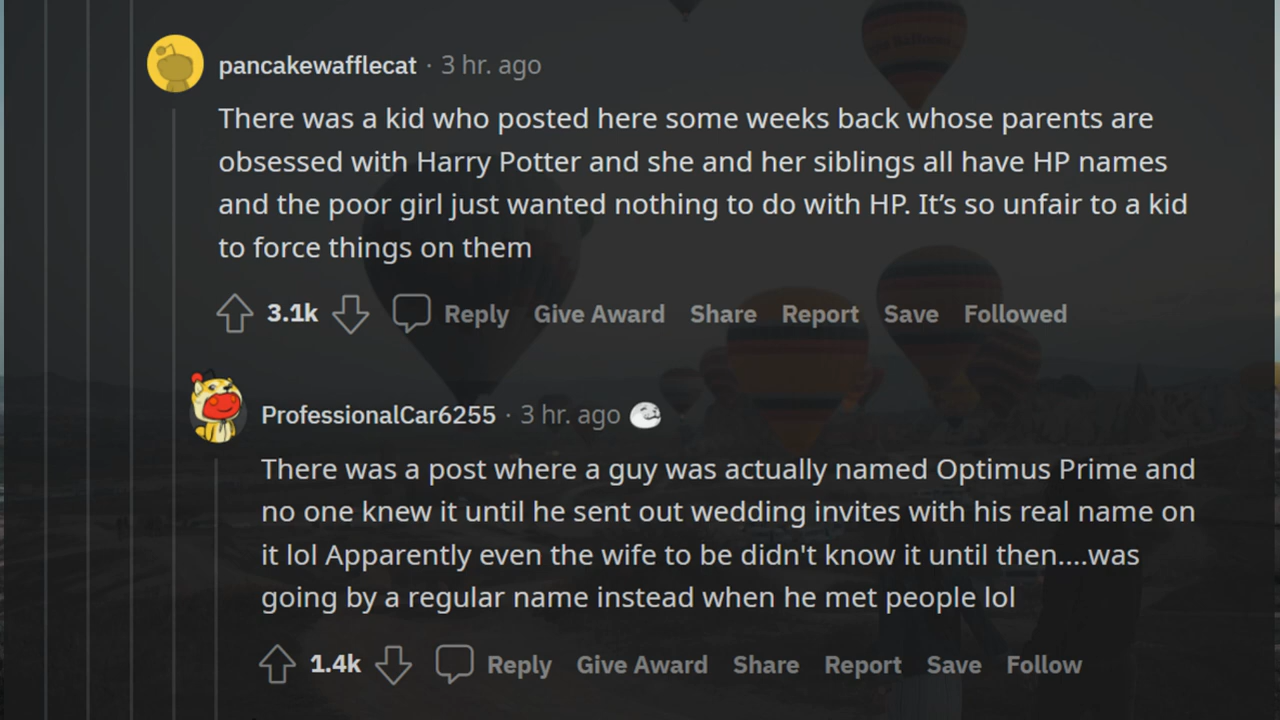 pancakewafflecat · 3 hr. ago
There was a kid who posted here some weeks back whose parents are
obsessed with Harry Potter and she and her siblings all have HP names
and the poor girl just wanted nothing to do with HP. It’s so unfair to a kid
to force things on them
3.1k Reply Give Award Share Report Save Followed
ProfessionalCar6255 · 3 hr. ago
There was a post where a guy was actually named Optimus Prime and
no one knew it until he sent out wedding invites with his real name on
it lol Apparently even the wife to be didn't know it until then....was
going by a regular name instead when he met people lol
1.4k Reply Give Award Share Report Save Follow